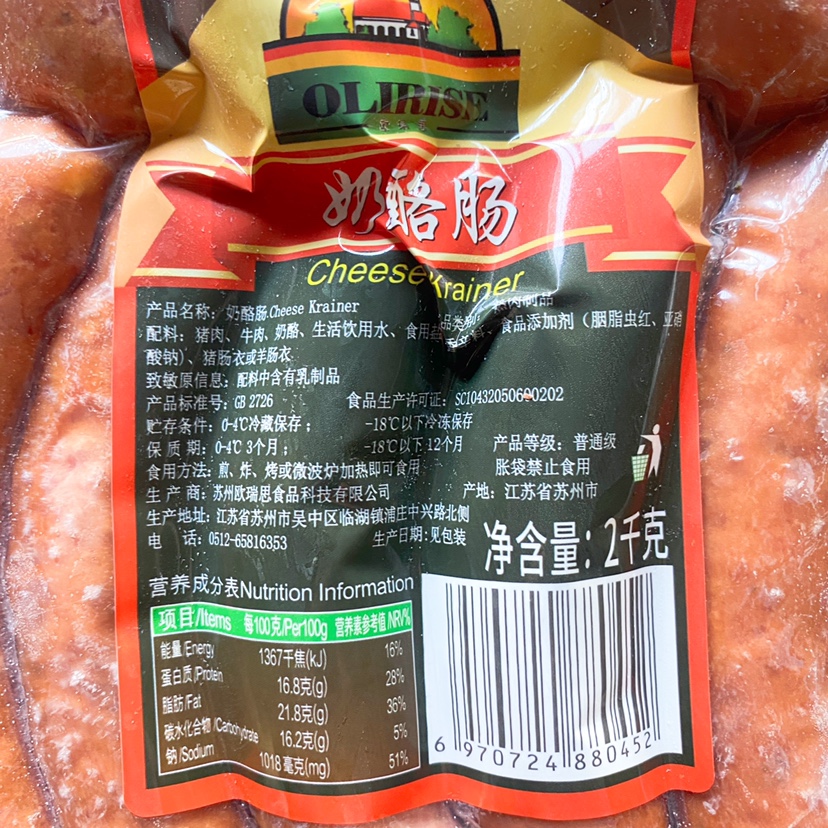 OLIRISE
奶酪肠
CheeseKrainer
产品名称：奶酪肠.Cheese Krainer 品类别： 肉制品
配料：猪肉、牛肉、奶酪、生活饮用水、食用盐 食品添加剂（胭脂虫红、亚硝
酸钠）、猪肠衣或羊肠衣
致敏原信息：配料中含有乳制品
产品标准号：GB 2726 食品生产许可证：SC10432050620202
贮存条件：0-4℃冷藏保存； -18℃以下冷冻保存
保质期：0-4℃ 3个月； -18℃以下12个月 产品等级：普通级
食用方法：煎、炸、烤或微波炉加热即可食用 胀袋禁止食用
生产商：苏州欧瑞思食品科技有限公司 产地：江苏省苏州市
生产地址：江苏省苏州市吴中区临湖镇浦庄中兴路北侧
电话：0512-65816353 生产日期：见包装
净含量：2千克
营养成分表Nutrition Information
项目/Items 每100克/Per100g 营养素参考值/NRV%
能量/Energy 1367千焦(kJ) 16%
蛋白质/Protein 16.8克(g) 28%
脂肪/Fat 21.8克(g) 36%
碳水化合物/Carbohydrate 16.2克(g) 5%
钠/Sodium 1018毫克(mg) 51%
6 970724 880452